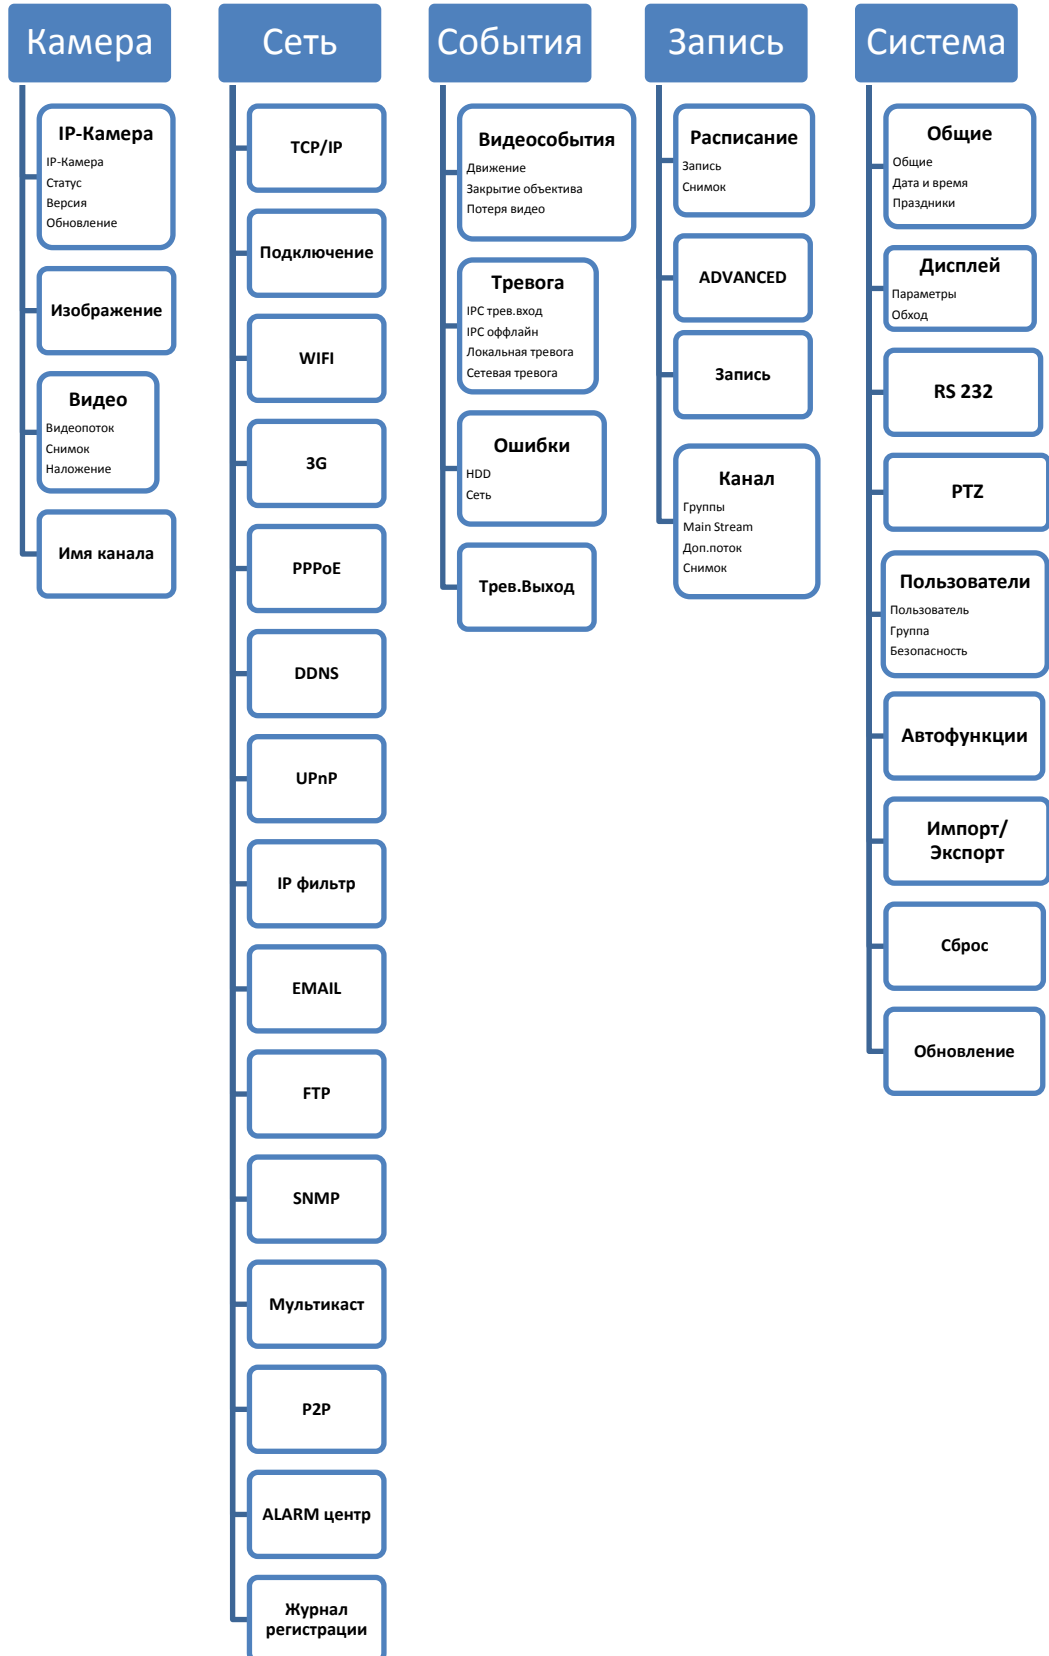 Камера
IP-Камера
IP-Камера
Статус
Версия
Обновление
Изображение
Видео
Видеопоток
Снимок
Наложение
Имя канала
Сеть
TCP/IP
Подключение
WIFI
3G
PPPoE
DDNS
UPnP
IP фильтр
EMAIL
FTP
SNMP
Мультикаст
P2P
ALARM центр
Журнал
регистрации
События
Видеособытия
Движение
Закрытие объектива
Потеря видео
Тревога
IPC трев.вход
IPC оффлайн
Локальная тревога
Сетевая тревога
Ошибки
HDD
Сеть
Трев.Выход
Запись
Расписание
Запись
Снимок
ADVANCED
Запись
Канал
Группы
Main Stream
Доп.поток
Снимок
Система
Общие
Общие
Дата и время
Праздники
Дисплей
Параметры
Обход
RS 232
PTZ
Пользователи
Пользователь
Группа
Безопасность
Автофункции
Импорт/
Экспорт
Сброс
Обновление